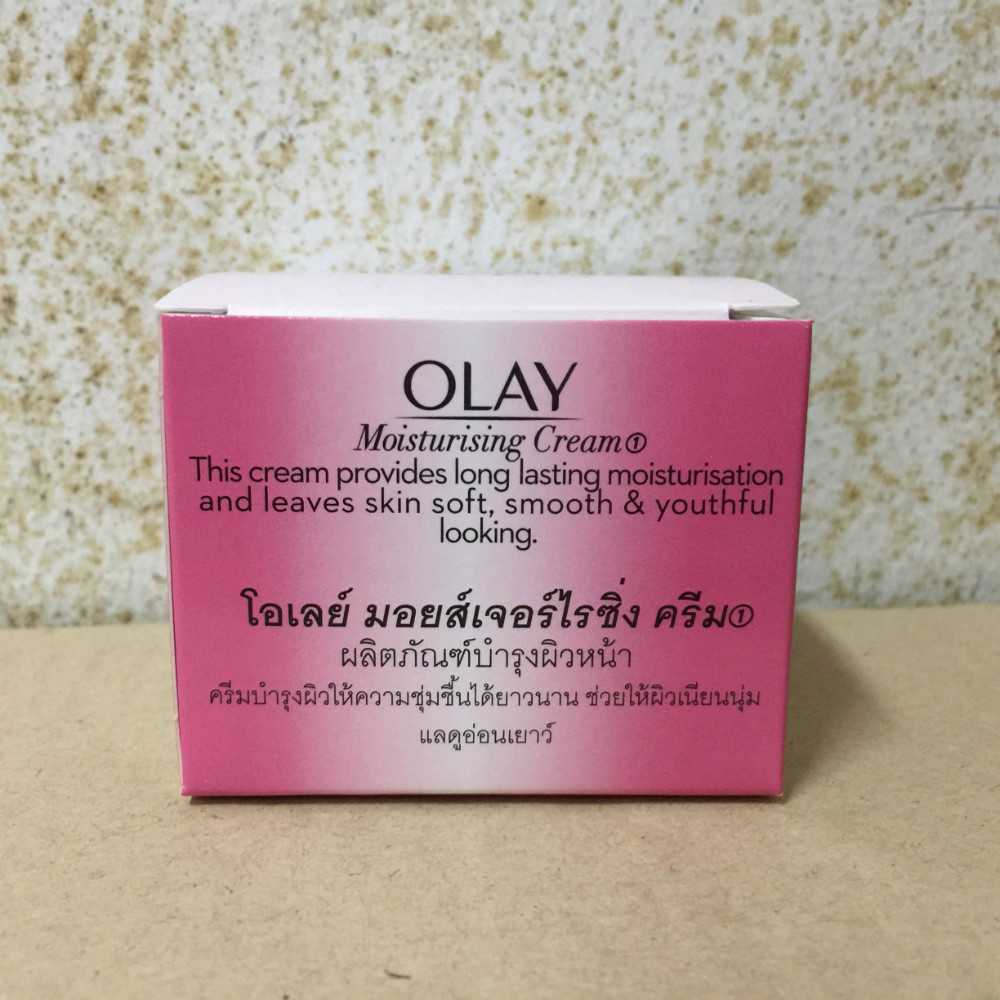 OLAY
Moisturising Cream①
This cream provides long lasting moisturisation
and leaves skin soft, smooth & youthful
looking.
โอเลย์ มอยส์เจอร์ไรซิ่ง ครีม①
ผลิตภัณฑ์บำรุงผิวหน้า
ครีมบำรุงผิวให้ความชุ่มชื้นได้ยาวนาน ช่วยให้ผิวเนียนนุ่ม
แลดูอ่อนเยาว์